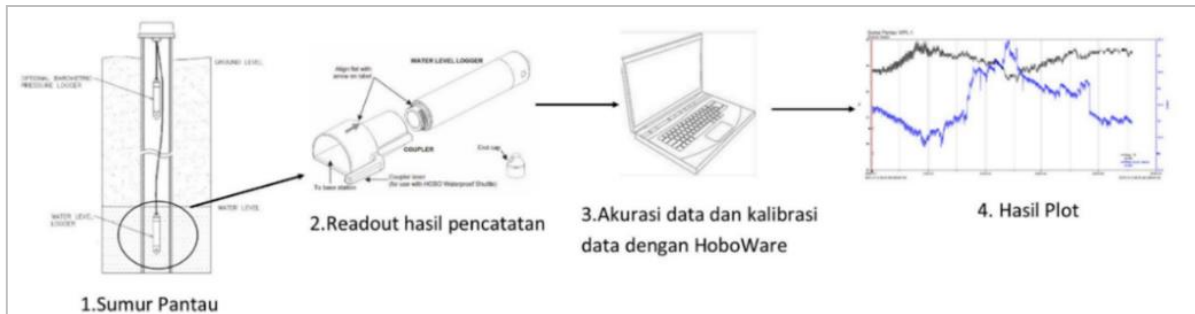 OPTIONAL BAROMETRIC
PRESSURE LOGGER
GROUND LEVEL
WATER LEVEL
LOGGER
WATER LEVEL
1.Sumur Pantau
Align flat with
arrow on label
WATER LEVEL LOGGER
COUPLER
End cap
To base station
Coupler lever
(for use with HOBO Waterproof Shuttle)
2.Readout hasil pencatatan
3.Akurasi data dan kalibrasi
data dengan HoboWare
4. Hasil Plot